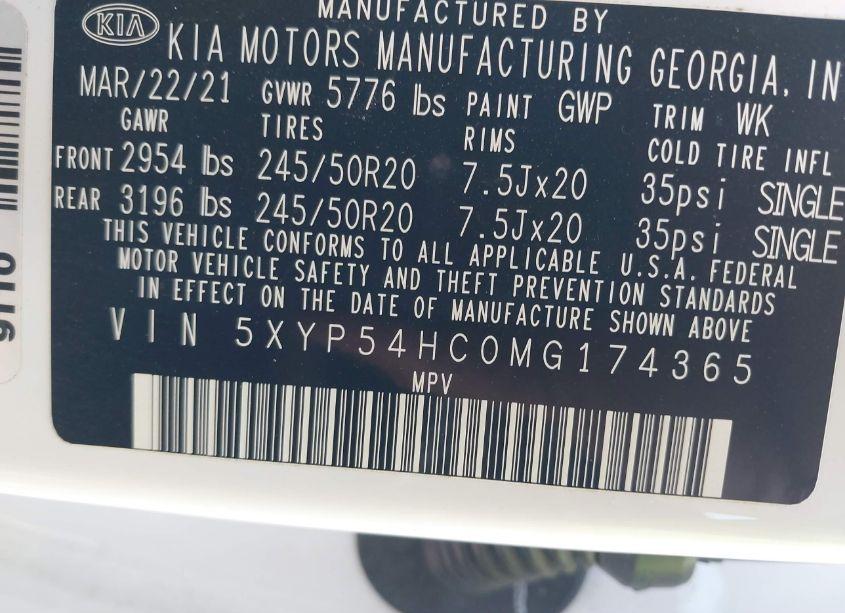 MANUFACTURED BY
KIA KIA MOTORS MANUFACTURING GEORGIA, IN
MAR/22/21 GVWR 5776 lbs PAINT GWP TRIM WK
GAWR TIRES RIMS COLD TIRE INFL
FRONT 2954 lbs 245/50R20 7.5Jx20 35psi SINGLE
REAR 3196 lbs 245/50R20 7.5Jx20 35psi SINGLE
THIS VEHICLE CONFORMS TO ALL APPLICABLE U.S.A. FEDERAL
MOTOR VEHICLE SAFETY AND THEFT PREVENTION STANDARDS
IN EFFECT ON THE DATE OF MANUFACTURE SHOWN ABOVE
VIN 5XYP54HC0MG174365
MPV